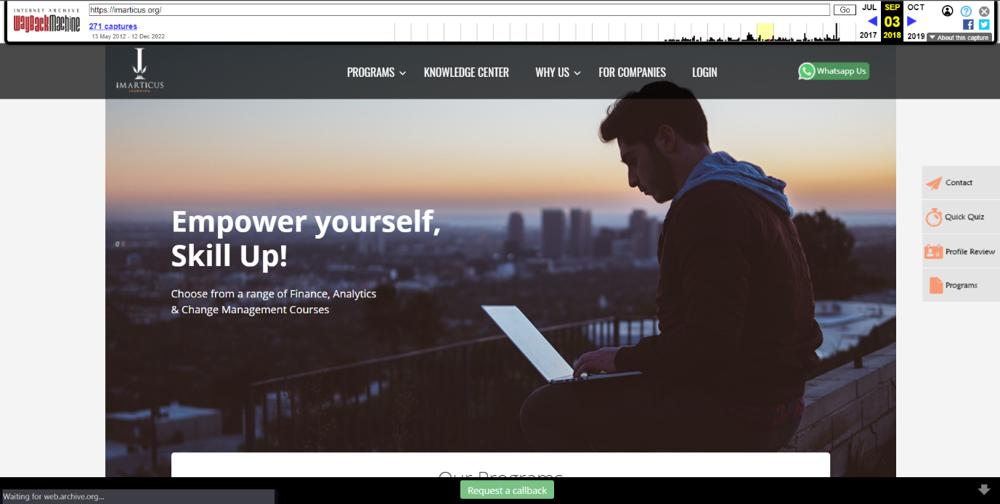 INTERNET ARCHIVE
WayBackMachine
https://imarticus.org/
Go
271 captures
13 May 2012 - 12 Dec 2022
JUL SEP OCT
03
2017 2018 2019
About this capture
IMARTICUS
LEARNING
PROGRAMS
KNOWLEDGE CENTER
WHY US
FOR COMPANIES
LOGIN
Whatsapp Us
Empower yourself,
Skill Up!
Choose from a range of Finance, Analytics
& Change Management Courses
Contact
Quick Quiz
Profile Review
Programs
Our Programs
Request a callback
Waiting for web.archive.org...